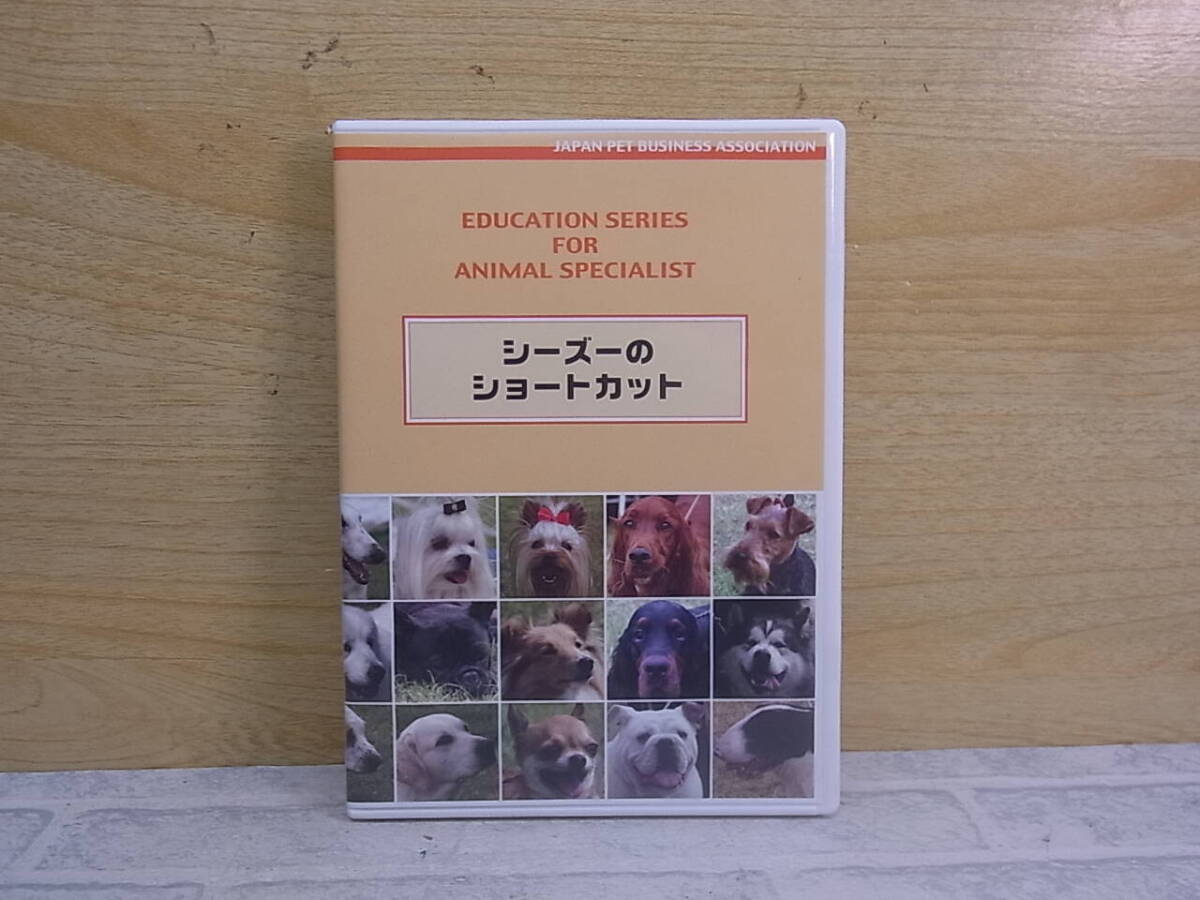 JAPAN PET BUSINESS ASSOCIATION
EDUCATION SERIES
FOR
ANIMAL SPECIALIST
シーズーの
ショートカット